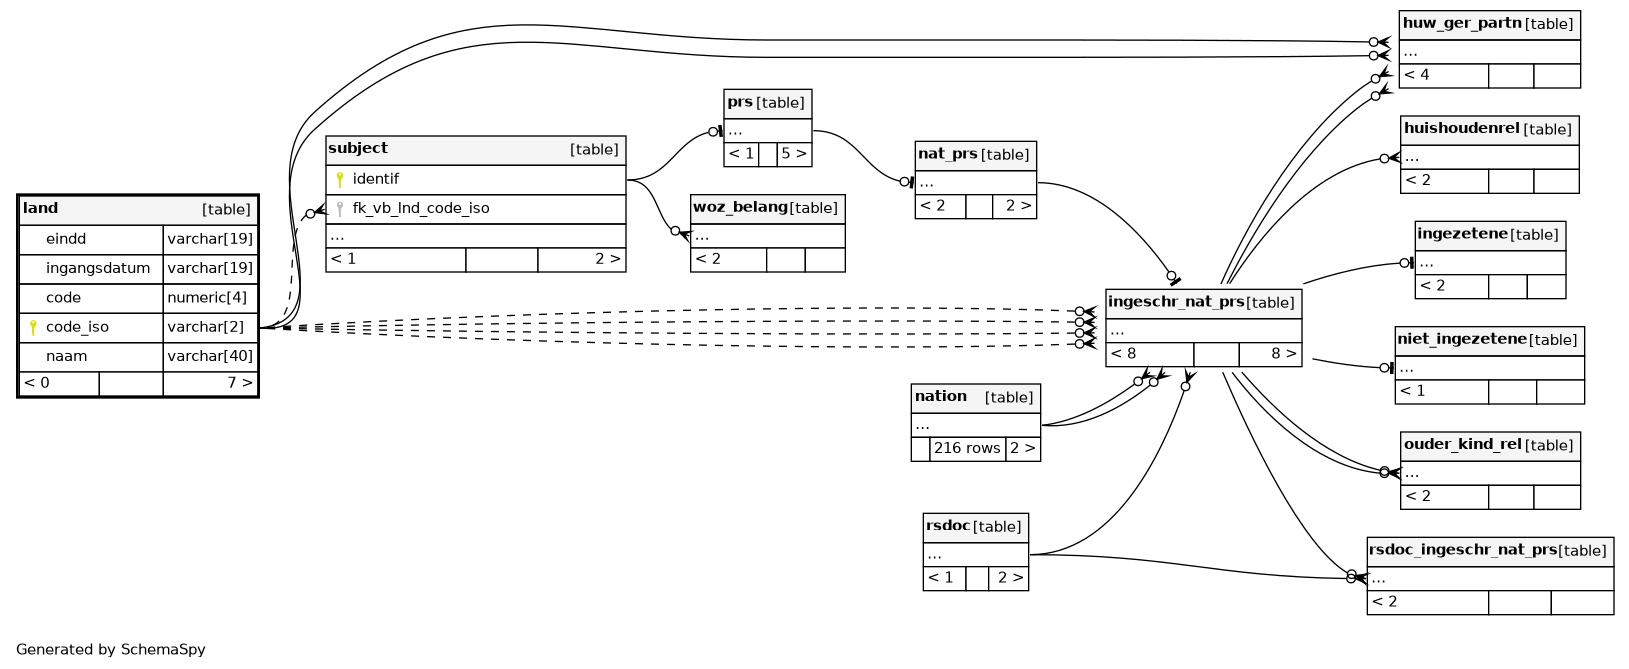 land [table]
eindd varchar[19]
ingangsdatum varchar[19]
code numeric[4]
code_iso varchar[2]
naam varchar[40]
< 0 7 >
subject [table]
identif
fk_vb_lnd_code_iso
...
< 1 2 >
prs [table]
...
< 1 5 >
woz_belang [table]
...
< 2
nat_prs [table]
...
< 2 2 >
ingeschr_nat_prs [table]
...
< 8 8 >
nation [table]
...
216 rows 2 >
rsdoc [table]
...
< 1 2 >
huw_ger_partn [table]
...
< 4
huishoudenrel [table]
...
< 2
ingezetene [table]
...
< 2
niet_ingezetene [table]
...
< 1
ouder_kind_rel [table]
...
< 2
rsdoc_ingeschr_nat_prs [table]
...
< 2
Generated by SchemaSpy